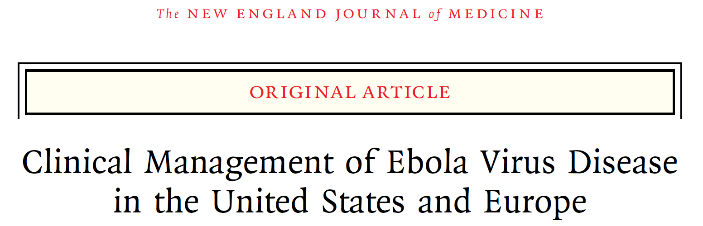 The NEW ENGLAND JOURNAL of MEDICINE
ORIGINAL ARTICLE
Clinical Management of Ebola Virus Disease
in the United States and Europe